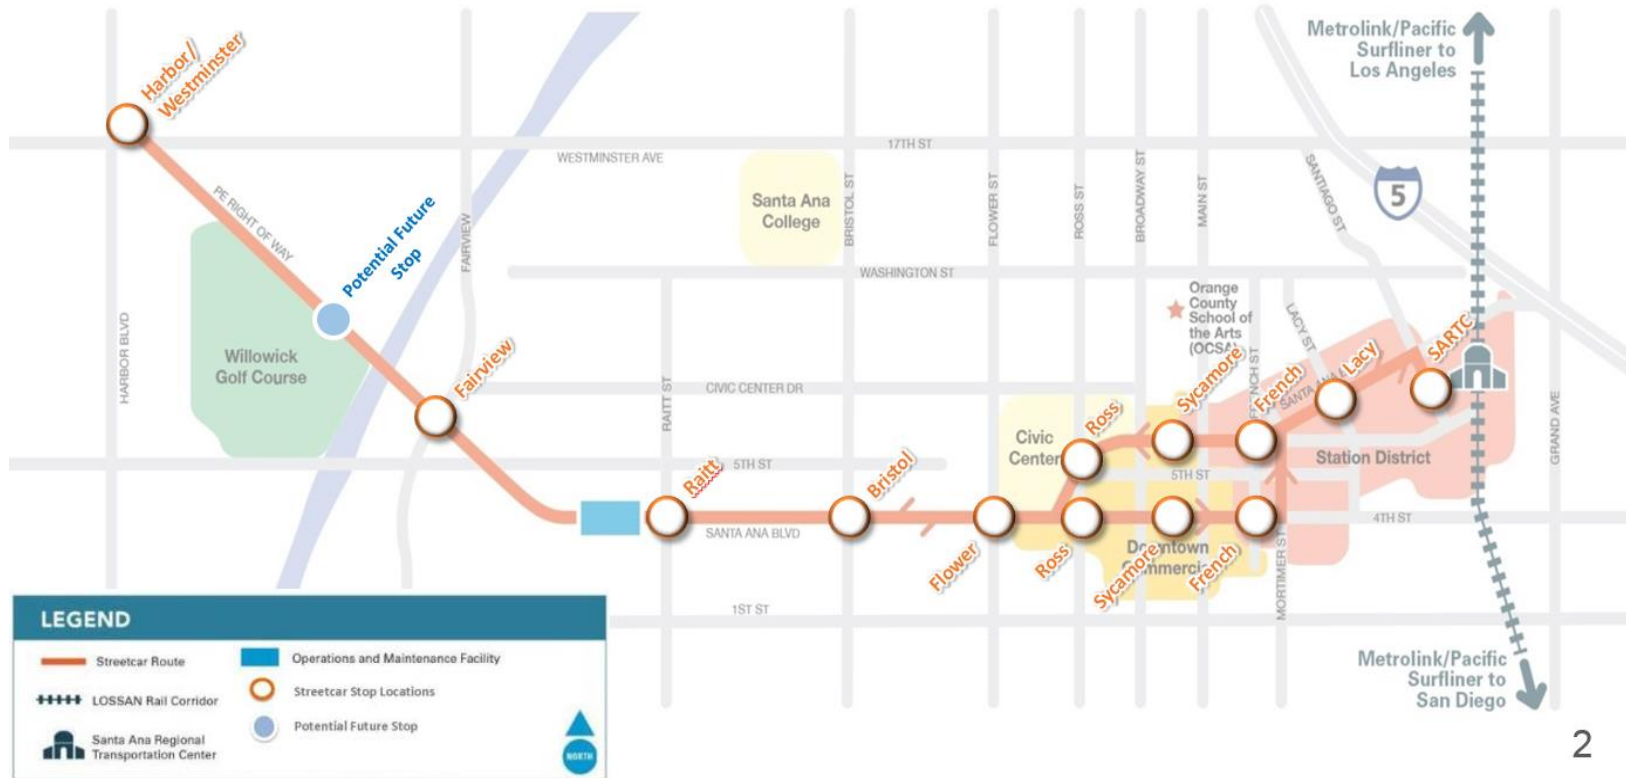 Harbor/
Westminster
Metrolink/Pacific
Surfliner to
Los Angeles
17TH ST
WESTMINSTER AVE
PE RIGHT OF WAY
Potential Future
Stop
FAIRVIEW
Santa Ana
College
BRISTOL ST
FLOWER ST
ROSS ST
BROADWAY ST
MAIN ST
SANTIAGO ST
5
WASHINGTON ST
HARBOR BLVD
Willowick
Golf Course
Fairview
RAITT ST
CIVIC CENTER DR
Orange
County
School of
the Arts
(OCSA)
LACY ST
Sycamore
French
Lacy
SARTC
SANTA ANA
Ross
Civic
Center
Station District
GRAND AVE
5TH ST
5TH ST
Raitt
Bristol
SANTA ANA BLVD
4TH ST
Flower
Ross
Sycamore
French
Downtown
Commercial
MORTIMER ST
1ST ST
Metrolink/Pacific
Surfliner to
San Diego
LEGEND
Streetcar Route
LOSSAN Rail Corridor
Santa Ana Regional
Transportation Center
Operations and Maintenance Facility
Streetcar Stop Locations
Potential Future Stop
NORTH
2